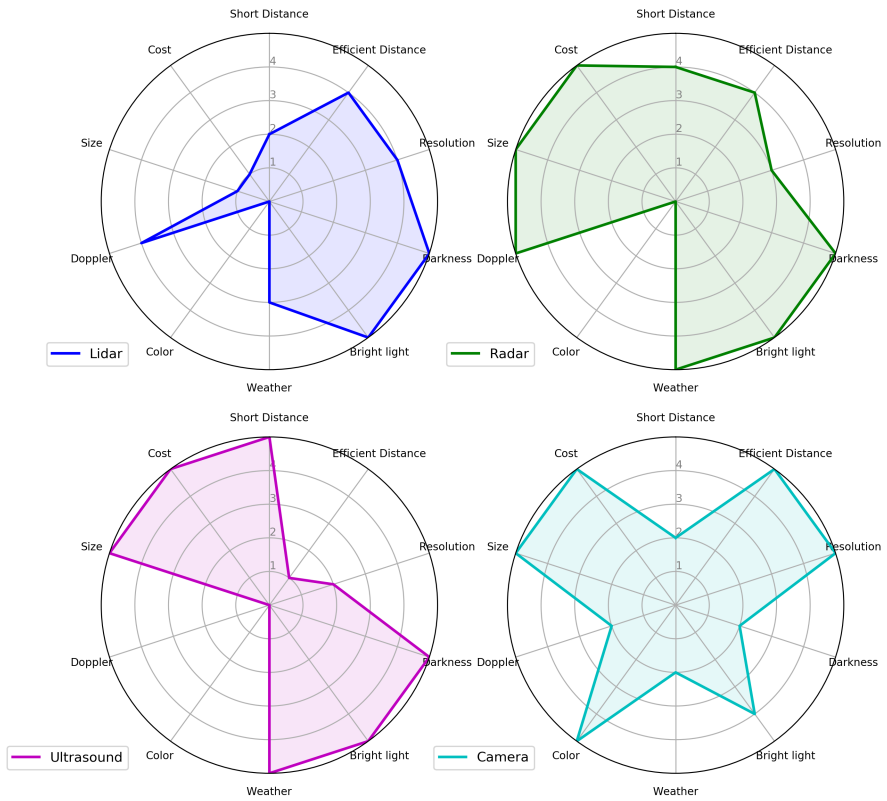 Short Distance
Cost
Efficient Distance
4
3
Size
Resolution
2
1
Doppler
Darkness
Color
Bright light
Lidar
Weather
Short Distance
Cost
Efficient Distance
4
3
Size
Resolution
2
1
Doppler
Darkness
Color
Bright light
Radar
Weather
Short Distance
Cost
Efficient Distance
4
3
Size
Resolution
2
1
Doppler
Darkness
Color
Bright light
Ultrasound
Weather
Short Distance
Cost
Efficient Distance
4
3
Size
Resolution
2
1
Doppler
Darkness
Color
Bright light
Camera
Weather